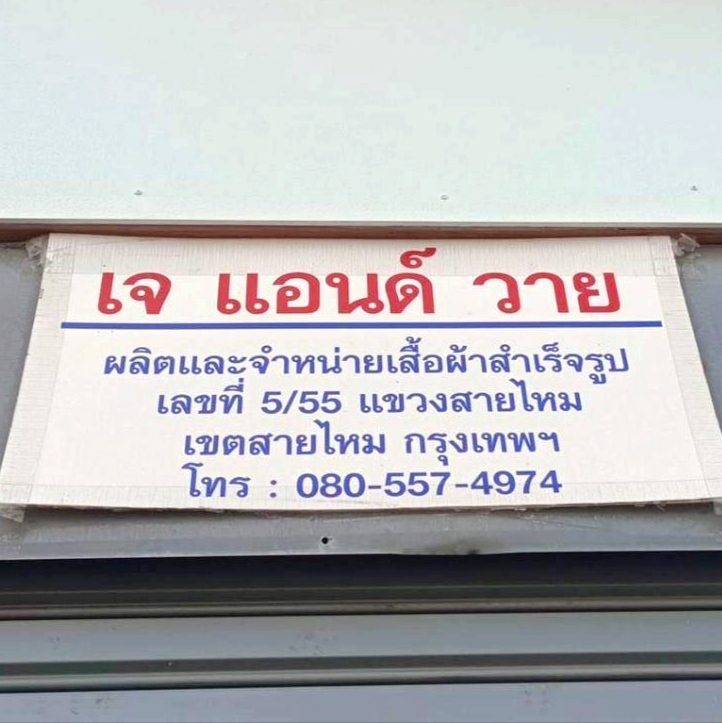 เจ แอนด์ วาย
ผลิตและจำหน่ายเสื้อผ้าสำเร็จรูป
เลขที่ 5/55 แขวงสายไหม
เขตสายไหม กรุงเทพฯ
โทร : 080-557-4974